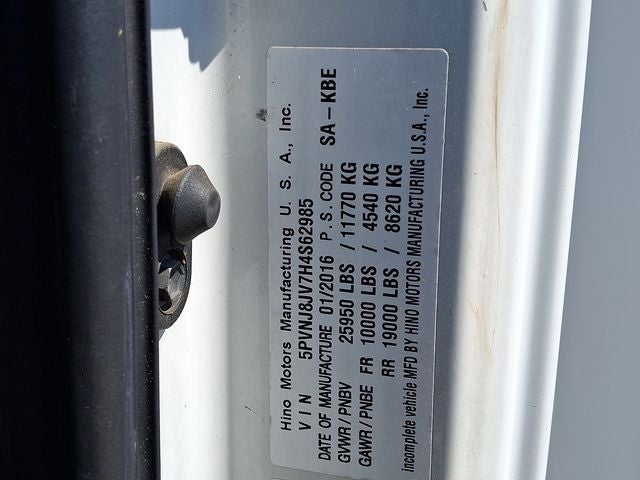 Hino Motors Manufacturing U. S. A., Inc.
VIN 5PVNJ8JV7H4S62985
DATE OF MANUFACTURE 01/2016 P. S. CODE SA-KBE
GVWR/PNBV 25950 LBS / 11770 KG
GAWR/PNBE FR 10000 LBS / 4540 KG
RR 19000 LBS / 8620 KG
Incomplete vehicle MFD BY HINO MOTORS MANUFACTURING U.S.A., Inc.